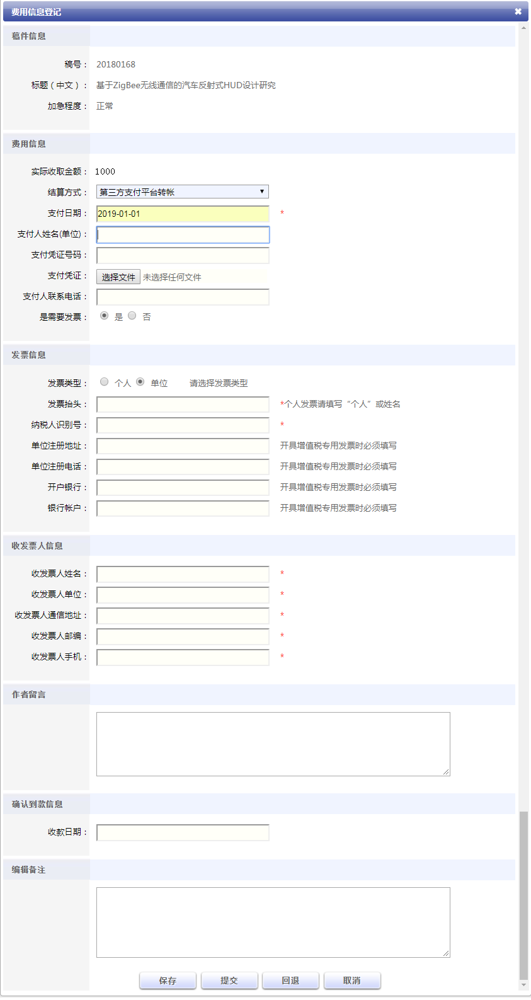 费用信息登记
稿件信息
稿号： 20180168
标题（中文）： 基于ZigBee无线通信的汽车反射式HUD设计研究
加急程度： 正常
费用信息
实际收取金额： 1000
结算方式： 第三方支付平台转帐
支付日期： 2019-01-01 *
支付人姓名(单位)：
支付凭证号码：
支付凭证： 选择文件 未选择任何文件
支付人联系电话：
是需要发票： 是 否
发票信息
发票类型： 个人 单位 请选择发票类型
发票抬头： *个人发票请填写“个人”或姓名
纳税人识别号： *
单位注册地址： 开具增值税专用发票时必须填写
单位注册电话： 开具增值税专用发票时必须填写
开户银行： 开具增值税专用发票时必须填写
银行帐户： 开具增值税专用发票时必须填写
收发票人信息
收发票人姓名： *
收发票人单位： *
收发票人通信地址： *
收发票人邮编： *
收发票人手机： *
作者留言
确认到款信息
收款日期：
编辑备注
保存 提交 回退 取消